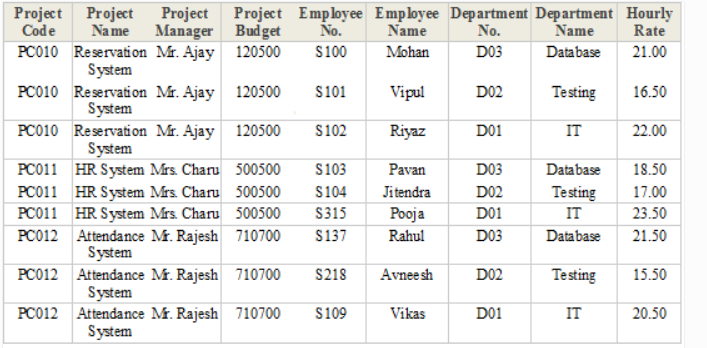 Project Code Project Name Project Manager Project Budget Employee No. Employee Name Department No. Department Name Hourly Rate
PC010 Reservation System Mr. Ajay 120500 S100 Mohan D03 Database 21.00
PC010 Reservation System Mr. Ajay 120500 S101 Vipul D02 Testing 16.50
PC010 Reservation System Mr. Ajay 120500 S102 Riyaz D01 IT 22.00
PC011 HR System Mrs. Charu 500500 S103 Pavan D03 Database 18.50
PC011 HR System Mrs. Charu 500500 S104 Jitendra D02 Testing 17.00
PC011 HR System Mrs. Charu 500500 S315 Pooja D01 IT 23.50
PC012 Attendance System Mr. Rajesh 710700 S137 Rahul D03 Database 21.50
PC012 Attendance System Mr. Rajesh 710700 S218 Avneesh D02 Testing 15.50
PC012 Attendance System Mr. Rajesh 710700 S109 Vikas D01 IT 20.50